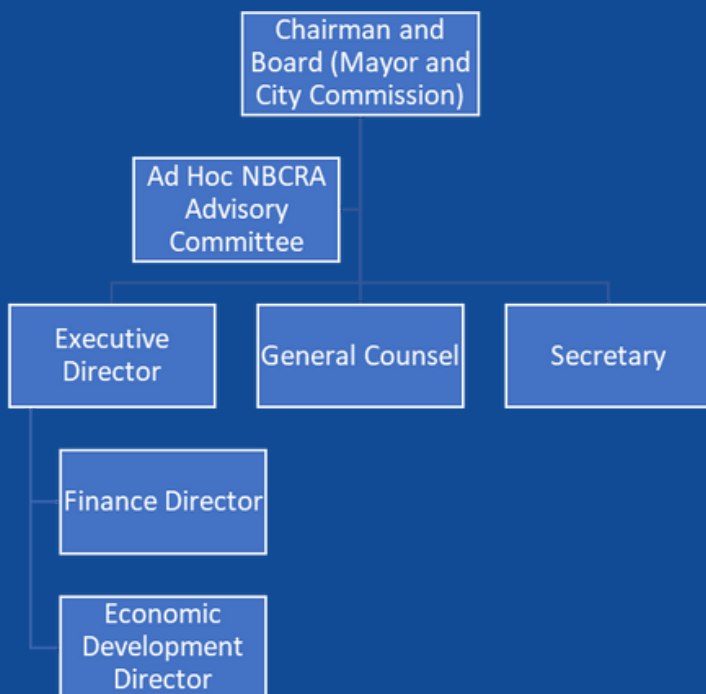 Chairman and
Board (Mayor and
City Commission)
Ad Hoc NBCRA
Advisory
Committee
Executive
Director
General Counsel
Secretary
Finance Director
Economic
Development
Director